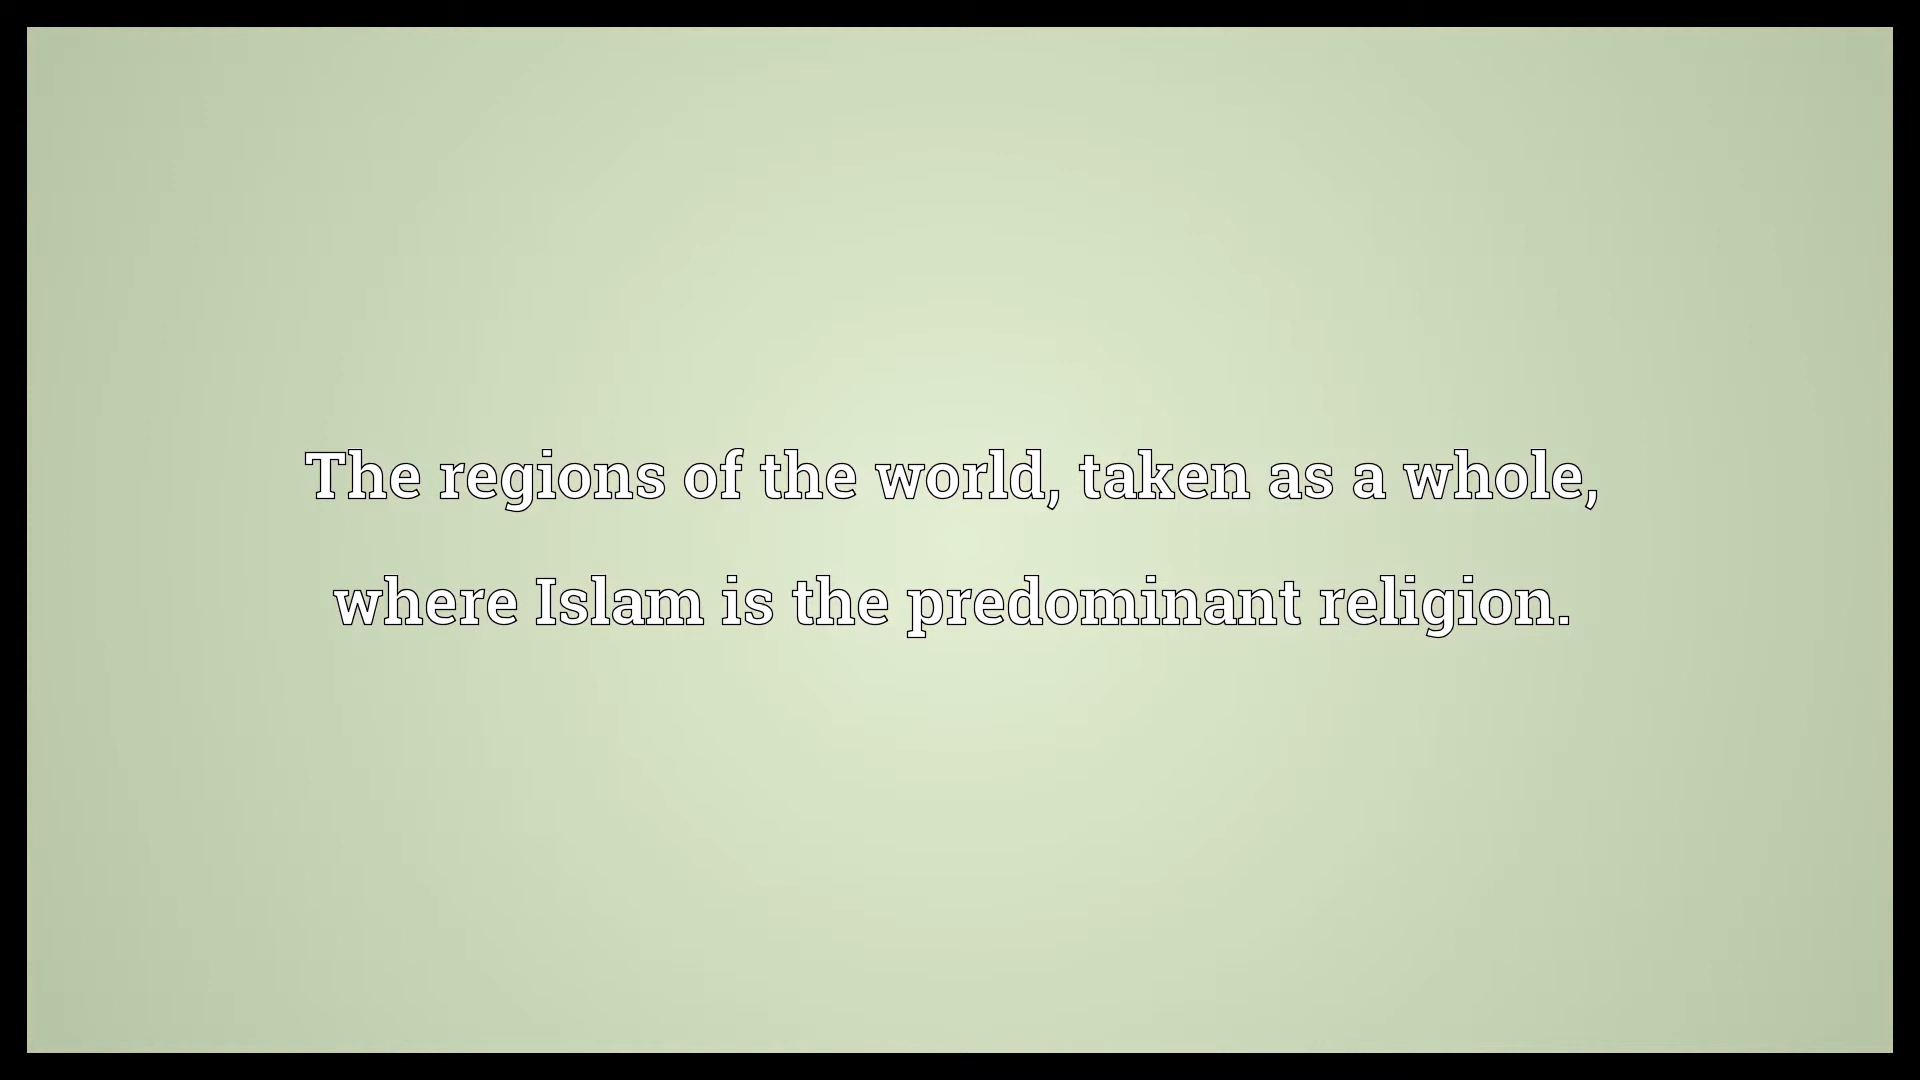 The regions of the world, taken as a whole,
where Islam is the predominant religion.